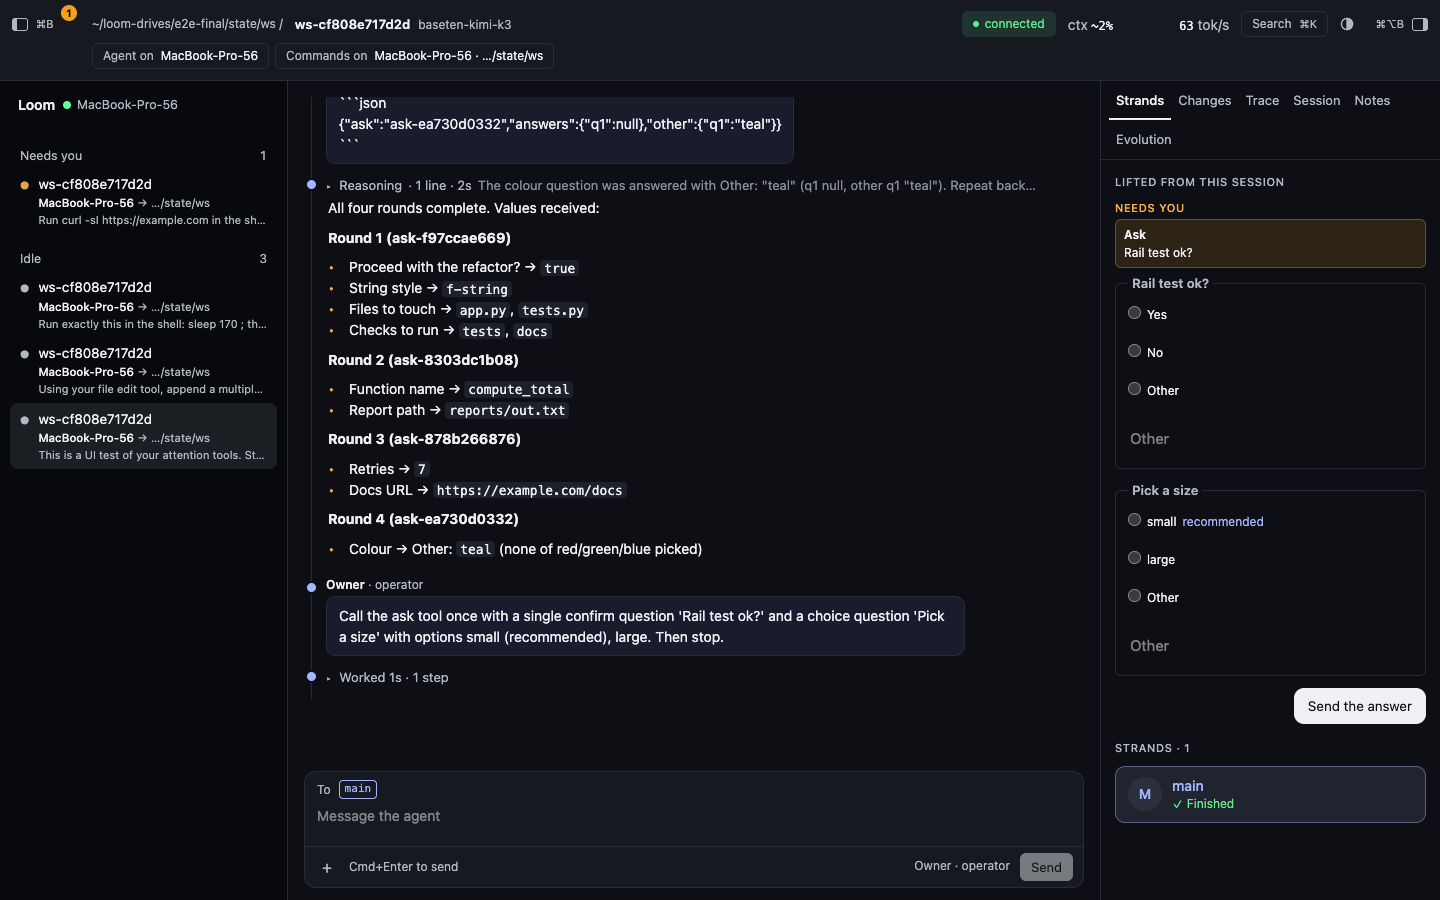 ⌘B
1
~/loom-drives/e2e-final/state/ws / ws-cf808e717d2d baseten-kimi-k3
connected
ctx ~2%
63 tok/s
Search ⌘K
⌘⌥B
Agent on MacBook-Pro-56
Commands on MacBook-Pro-56 · .../state/ws
Loom MacBook-Pro-56
Needs you 1
ws-cf808e717d2d
MacBook-Pro-56 → .../state/ws
Run curl -sI https://example.com in the sh...
Idle 3
ws-cf808e717d2d
MacBook-Pro-56 → .../state/ws
Run exactly this in the shell: sleep 170 ; th...
ws-cf808e717d2d
MacBook-Pro-56 → .../state/ws
Using your file edit tool, append a multipl...
ws-cf808e717d2d
MacBook-Pro-56 → .../state/ws
This is a UI test of your attention tools. St...
```json
{"ask":"ask-ea730d0332","answers":{"q1":null},"other":{"q1":"teal"}}
```
Reasoning · 1 line · 2s The colour question was answered with Other: "teal" (q1 null, other q1 "teal"). Repeat back...
All four rounds complete. Values received:
Round 1 (ask-f97ccae669)
• Proceed with the refactor? → true
• String style → f-string
• Files to touch → app.py, tests.py
• Checks to run → tests, docs
Round 2 (ask-8303dc1b08)
• Function name → compute_total
• Report path → reports/out.txt
Round 3 (ask-878b266876)
• Retries → 7
• Docs URL → https://example.com/docs
Round 4 (ask-ea730d0332)
• Colour → Other: teal (none of red/green/blue picked)
Owner · operator
Call the ask tool once with a single confirm question 'Rail test ok?' and a choice question 'Pick
a size' with options small (recommended), large. Then stop.
Worked 1s · 1 step
To main
Message the agent
+ Cmd+Enter to send
Owner · operator
Send
Strands Changes Trace Session Notes
Evolution
LIFTED FROM THIS SESSION
NEEDS YOU
Ask
Rail test ok?
Rail test ok?
Yes
No
Other
Other
Pick a size
small recommended
large
Other
Other
Send the answer
STRANDS · 1
M
main
✓ Finished